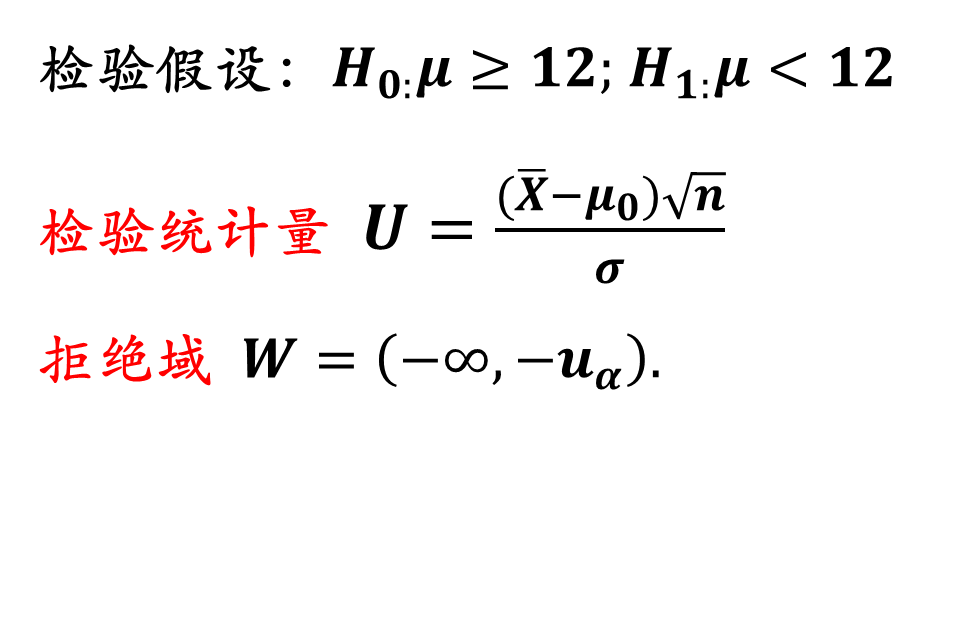 检验假设：H₀:μ ≥ 12; H₁:μ < 12
检验统计量 U = (X̄−μ₀)√n / σ
拒绝域 W = (−∞, −uα).